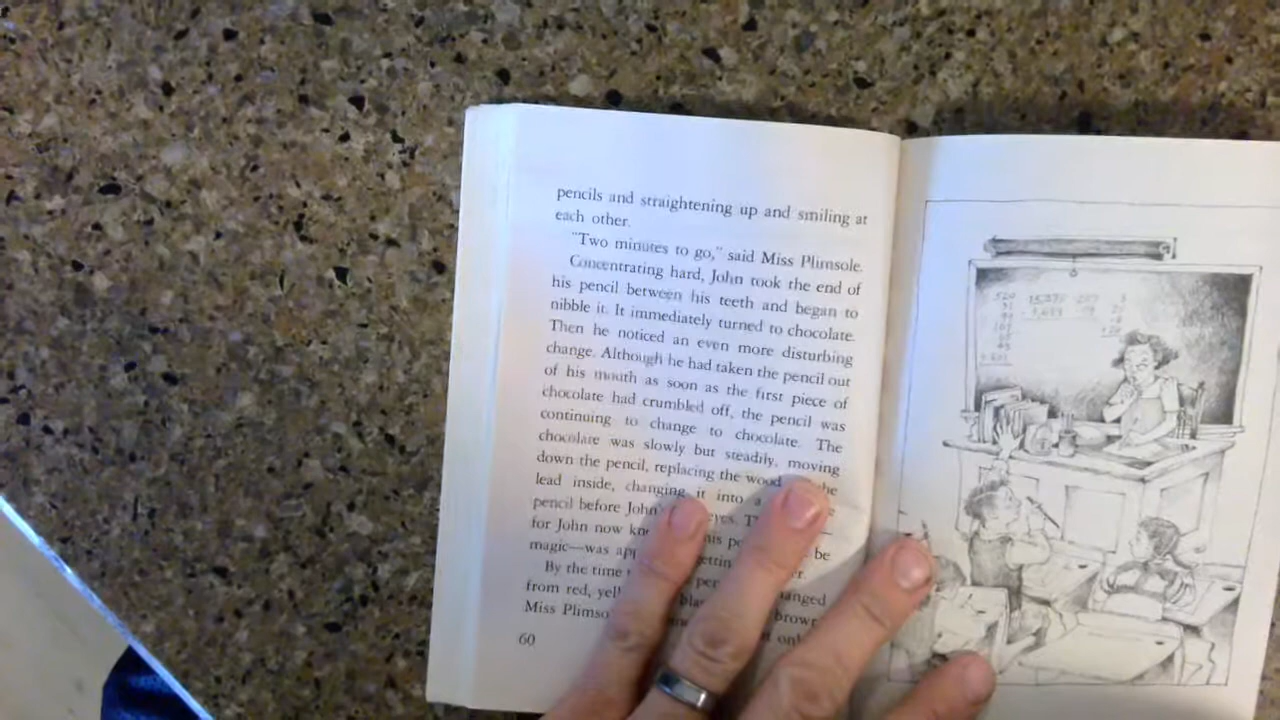 pencils and straightening up and smiling at
each other.
"Two minutes to go," said Miss Plimsole.
Concentrating hard, John took the end of
his pencil between his teeth and began to
nibble it. It immediately turned to chocolate.
Then he noticed an even more disturbing
change. Although he had taken the pencil out
of his mouth as soon as the first piece of
chocolate had crumbled off, the pencil was
continuing to change to chocolate. The
chocolate was slowly but steadily, moving
down the pencil, replacing the wood the
lead inside, changing it into a
pencil before John's eyes.
for John now his be
magic—was
By the time
from red, brown
Miss
60